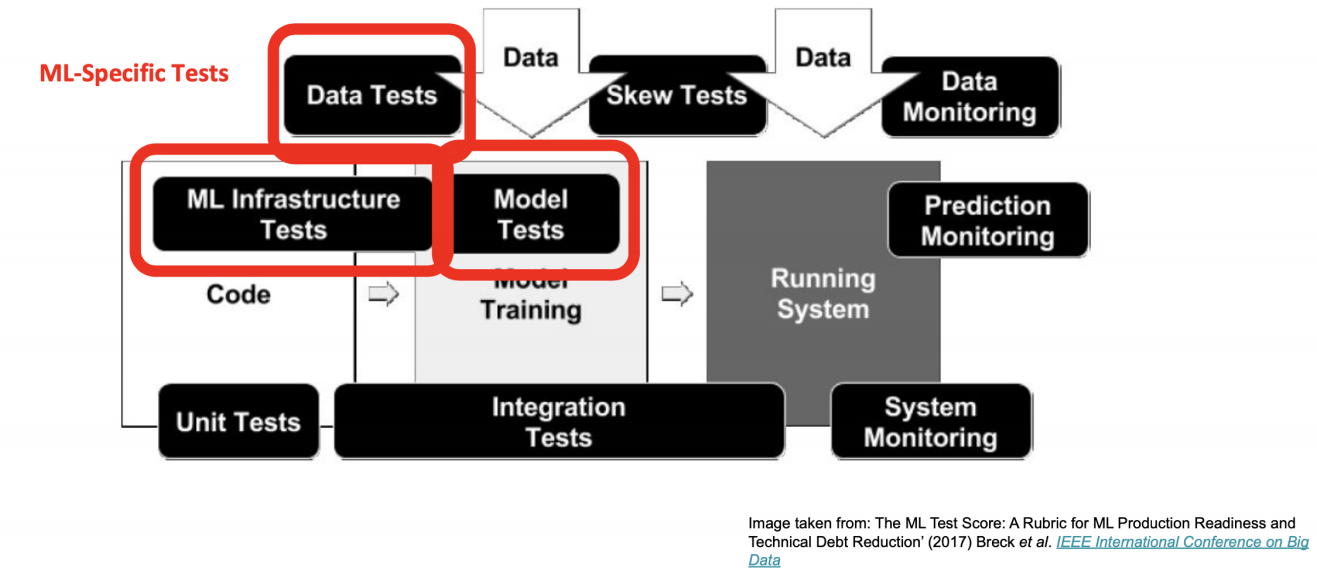 ML-Specific Tests
Data Tests
Data
Skew Tests
Data
Data
Monitoring
ML Infrastructure
Tests
Model
Tests
Prediction
Monitoring
Code
Model
Training
Running
System
Unit Tests
Integration
Tests
System
Monitoring
Image taken from: The ML Test Score: A Rubric for ML Production Readiness and
Technical Debt Reduction’ (2017) Breck et al. IEEE International Conference on Big
Data